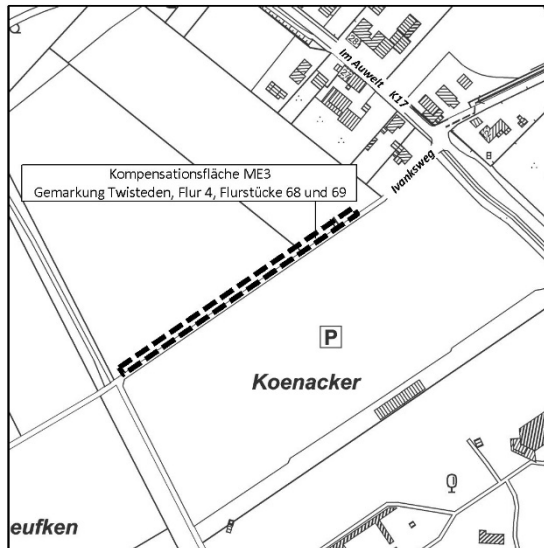 Im Auwelt K17
Kompensationsfläche ME3
Gemarkung Twisteden, Flur 4, Flurstücke 68 und 69
Ivanksweg
P
Koenacker
eufken